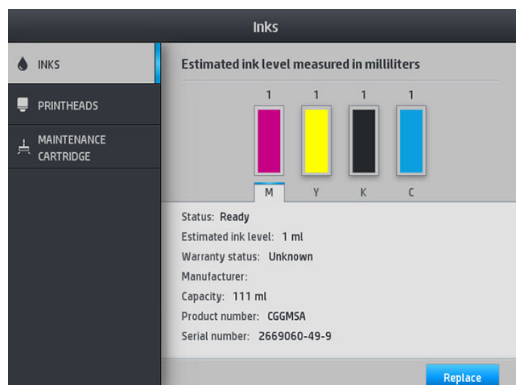 Inks
INKS
PRINTHEADS
MAINTENANCE
CARTRIDGE
Estimated ink level measured in milliliters
1 1 1 1
M Y K C
Status: Ready
Estimated ink level: 1 ml
Warranty status: Unknown
Manufacturer:
Capacity: 111 ml
Product number: CGGMSA
Serial number: 2669060-49-9
Replace